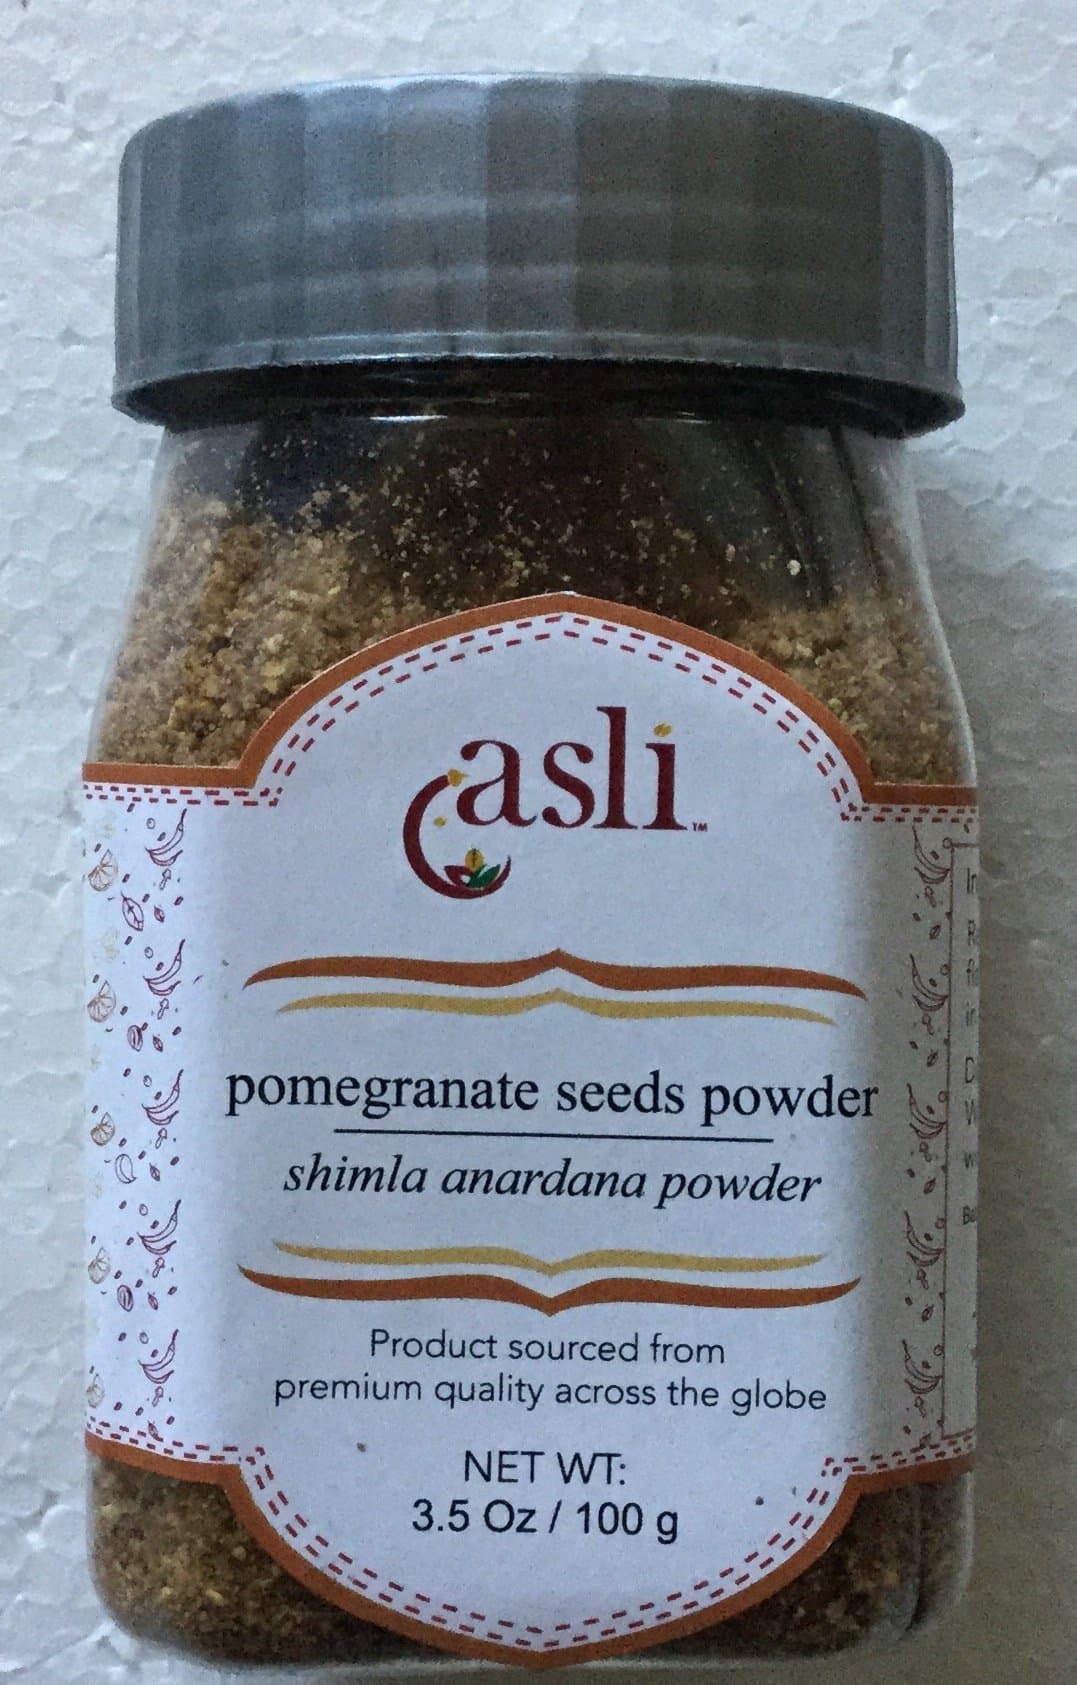 asli™
pomegranate seeds powder
shimla anardana powder
Product sourced from
premium quality across the globe
NET WT:
3.5 Oz / 100 g